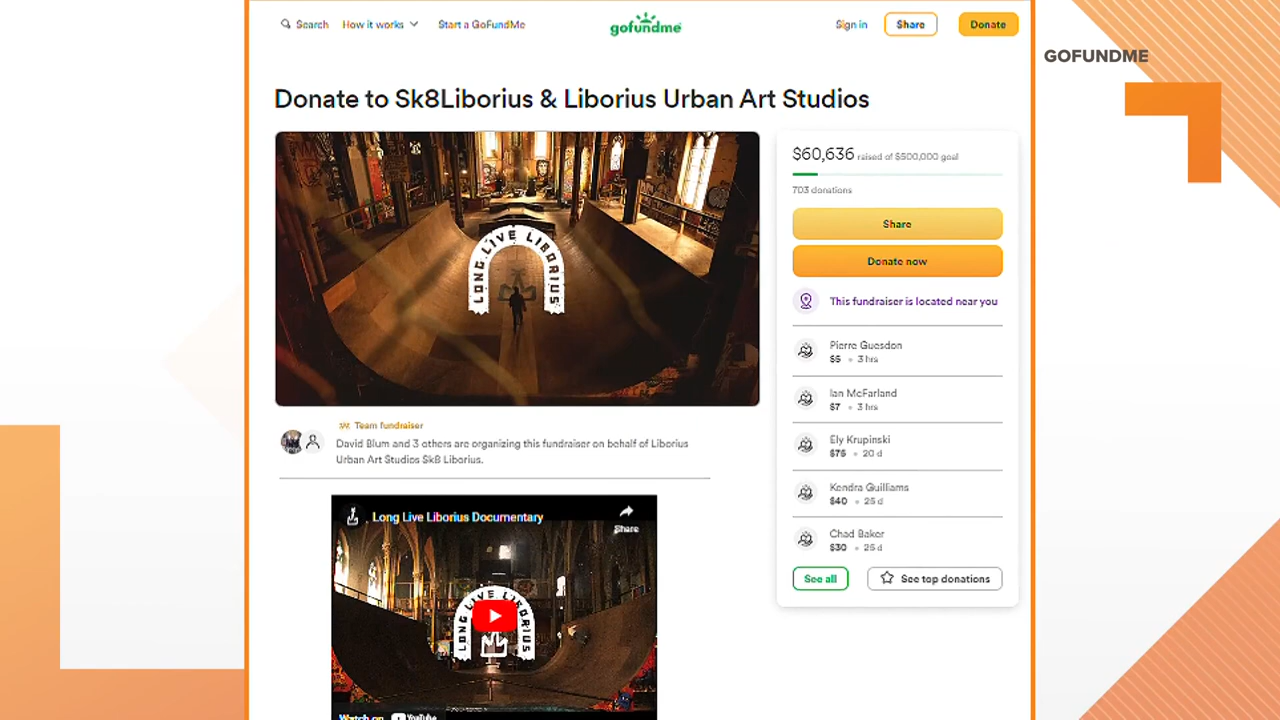 Search How it works Start a GoFundMe gofundme Sign in Share Donate
GOFUNDME
Donate to Sk8Liborius & Liborius Urban Art Studios
LONG LIVE LIBORIUS
$60,636 raised of $500,000 goal
703 donations
Share
Donate now
This fundraiser is located near you
Pierre Guesdon
$5 • 3 hrs
Ian McFarland
$7 • 3 hrs
Ely Krupinski
$75 • 20 d
Kendra Guilliams
$40 • 25 d
Chad Baker
$30 • 25 d
See all See top donations
Team fundraiser
David Blum and 3 others are organizing this fundraiser on behalf of Liborius
Urban Art Studios Sk8 Liborius.
Long Live Liborius Documentary
Share
LONG LIVE LIBORIUS
Watch on YouTube